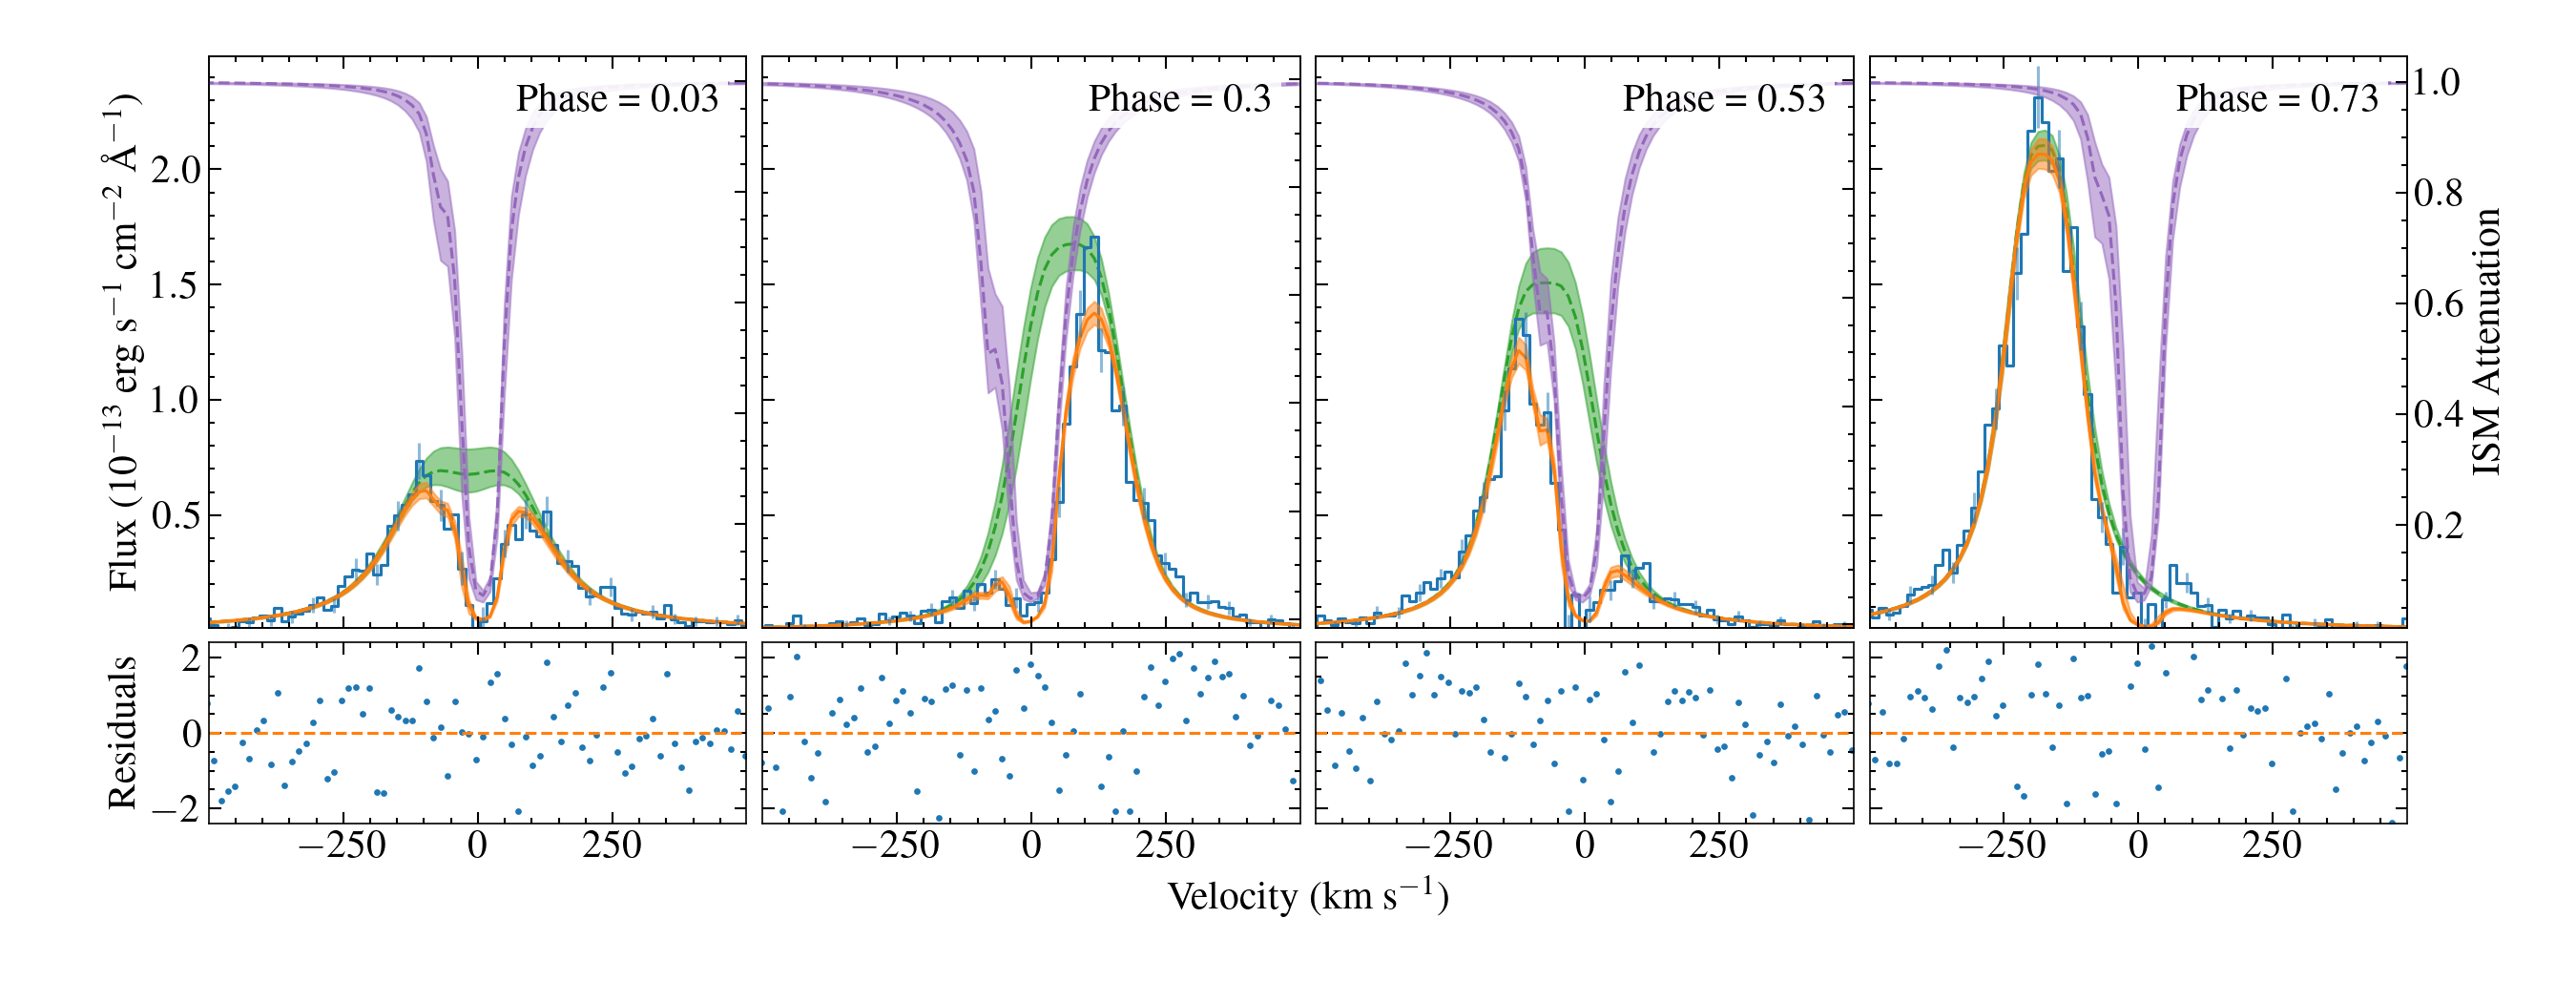 Phase = 0.03
Phase = 0.3
Phase = 0.53
Phase = 0.73
Flux (10⁻¹³ erg s⁻¹ cm⁻² Å⁻¹)
2.0
1.5
1.0
0.5
1.0
0.8
0.6
0.4
0.2
ISM Attenuation
Residuals
2
0
−2
−250 0 250
−250 0 250
−250 0 250
−250 0 250
Velocity (km s⁻¹)